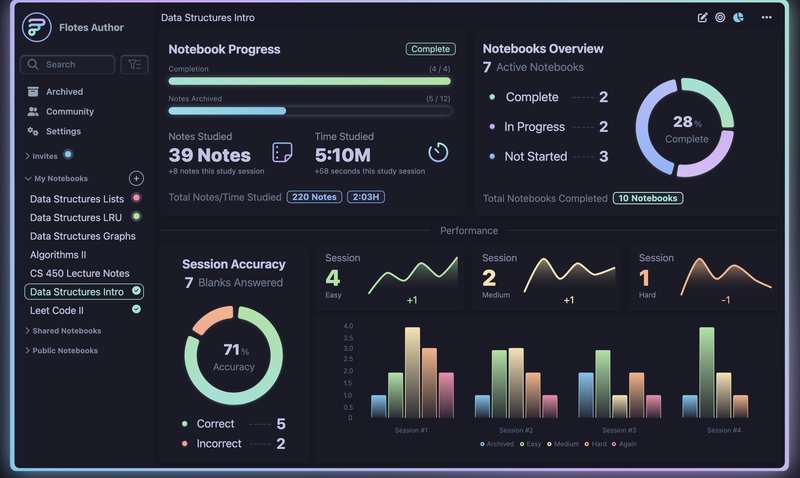 Flotes Author
Search
Archived
Community
Settings
Invites
My Notebooks
Data Structures Lists
Data Structures LRU
Data Structures Graphs
Algorithms II
CS 450 Lecture Notes
Data Structures Intro
Leet Code II
Shared Notebooks
Public Notebooks
Data Structures Intro
Notebook Progress
Complete
Completion (4 / 4)
Notes Archived (5 / 12)
Notes Studied
39 Notes
+8 notes this study session
Time Studied
5:10M
+58 seconds this study session
Total Notes/Time Studied 220 Notes 2:03H
Notebooks Overview
7 Active Notebooks
Complete 2
In Progress 2
Not Started 3
28%
Complete
Total Notebooks Completed 10 Notebooks
Performance
Session Accuracy
7 Blanks Answered
71%
Accuracy
Correct 5
Incorrect 2
Session
4
Easy
+1
Session
2
Medium
+1
Session
1
Hard
-1
4.0
3.5
3.0
2.5
2.0
1.5
1.0
0.5
0
Session #1
Session #2
Session #3
Session #4
Archived Easy Medium Hard Again